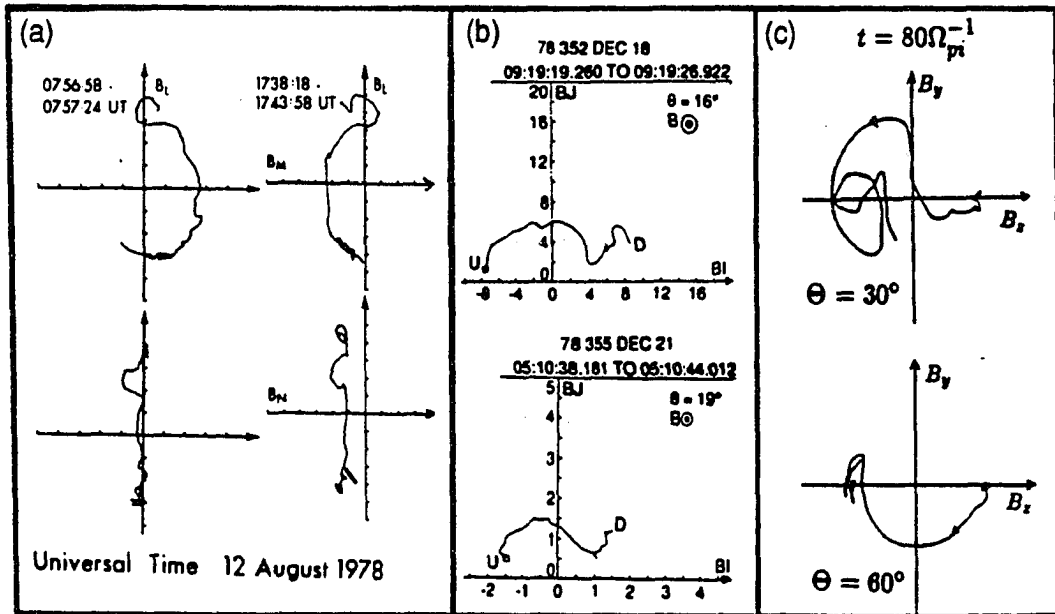 (a)
0756:58
0757:24 UT
B_L
1738:18
1743:58 UT
B_L
B_M
B_N
Universal Time 12 August 1978
(b)
78 352 DEC 18
09:19:19.260 TO 09:19:26.922
20 BJ
θ = 16°
16
B
12
8
4
U
D
0
BI
-8 -4 0 4 8 12 16
78 355 DEC 21
05:10:38.181 TO 05:10:44.012
5 BJ
θ = 19°
4
B
3
2
1
U
D
0
BI
-2 -1 0 1 2 3 4
(c)
t = 80Ω_{pi}^{-1}
B_y
B_z
Θ = 30°
B_y
B_z
Θ = 60°